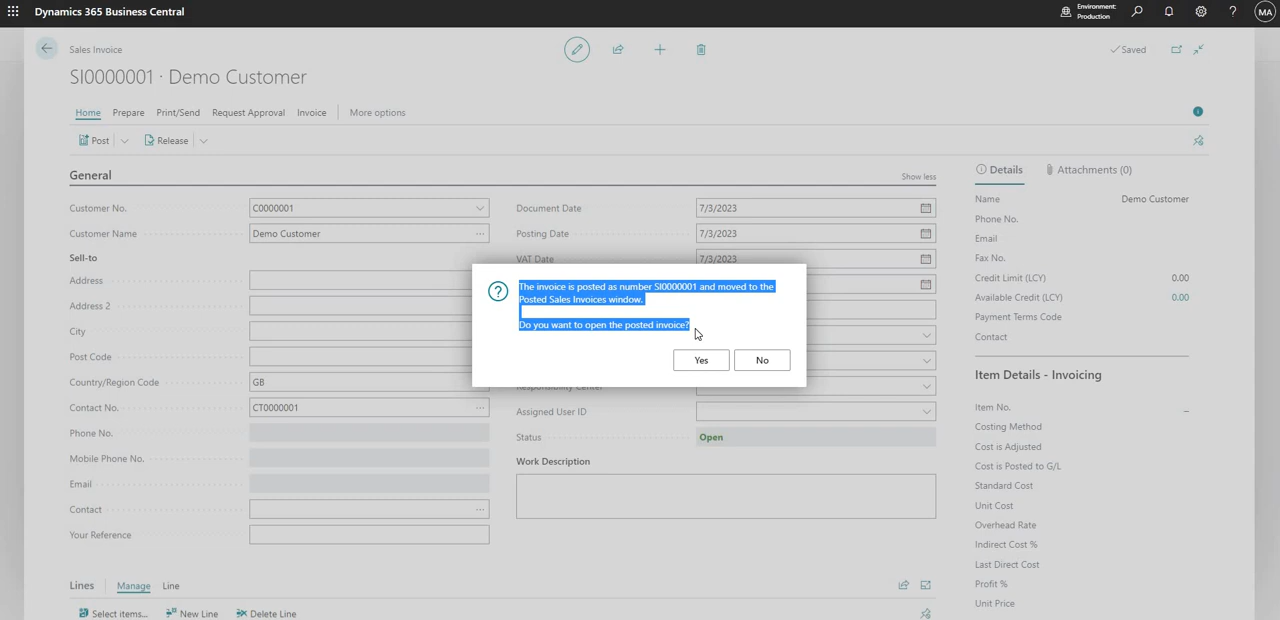 Dynamics 365 Business Central
Environment:
Production
MA
Sales Invoice
Saved
SI0000001 · Demo Customer
Home Prepare Print/Send Request Approval Invoice More options
Post Release
General
Show less
Customer No. C0000001
Customer Name Demo Customer
Sell-to
Address
Address 2
City
Post Code
Country/Region Code GB
Contact No. CT0000001
Phone No.
Mobile Phone No.
Email
Contact
Your Reference
Document Date 7/3/2023
Posting Date 7/3/2023
VAT Date 7/3/2023
The invoice is posted as number SI0000001 and moved to the
Posted Sales Invoices window.
Do you want to open the posted invoice?
Yes No
Assigned User ID
Status Open
Work Description
Details Attachments (0)
Name Demo Customer
Phone No.
Email
Fax No.
Credit Limit (LCY) 0.00
Available Credit (LCY) 0.00
Payment Terms Code
Contact
Item Details - Invoicing
Item No. _
Costing Method
Cost is Adjusted
Cost is Posted to G/L
Standard Cost
Unit Cost
Overhead Rate
Indirect Cost %
Last Direct Cost
Profit %
Unit Price
Lines Manage Line
Select items... New Line Delete Line